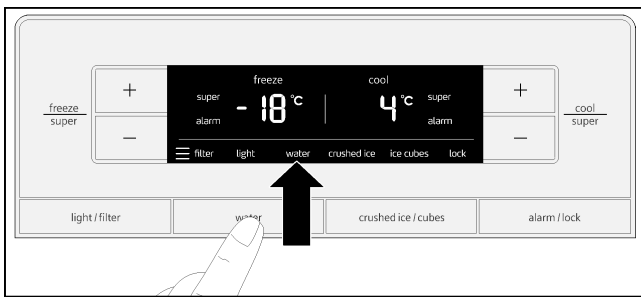 freeze
cool
+
super
-18 °C
4 °C
super
+
freeze
super
alarm
alarm
cool
super
−
−
filter light water crushed ice ice cubes lock
light / filter
water
crushed ice / cubes
alarm / lock